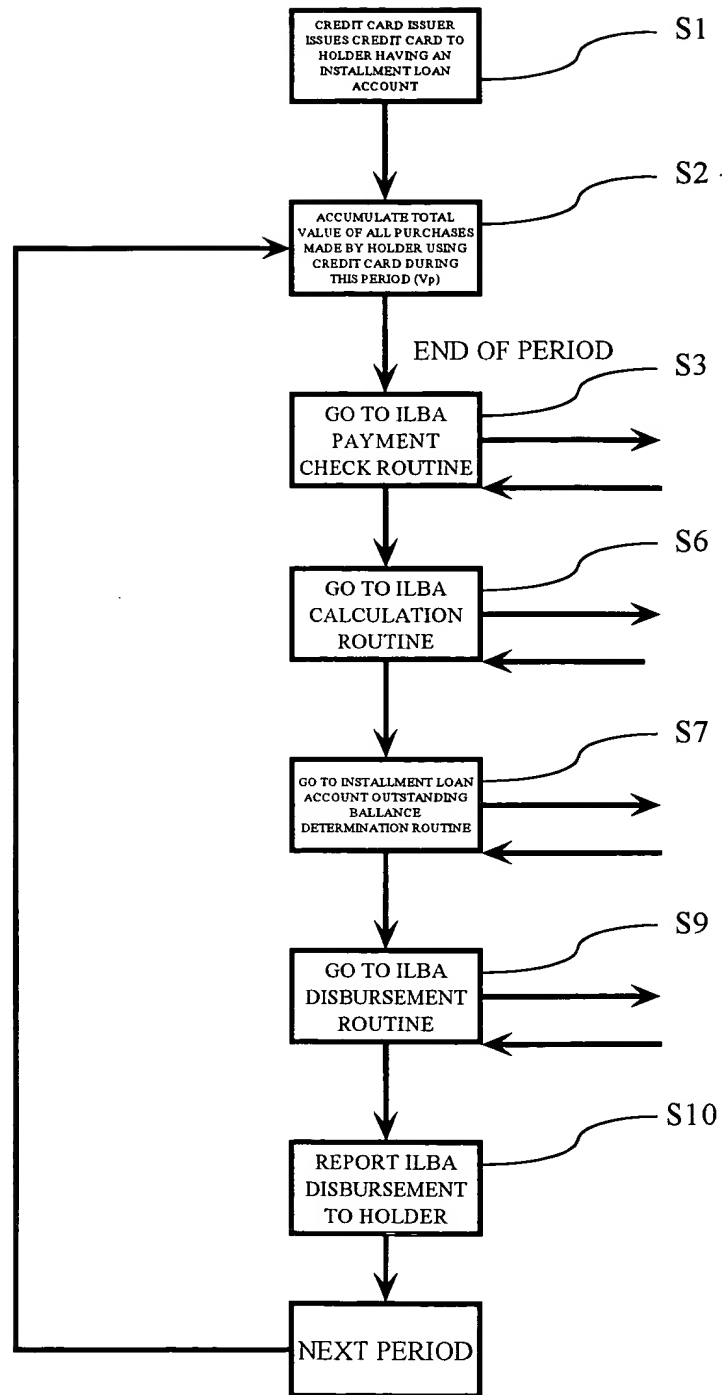 CREDIT CARD ISSUER
ISSUES CREDIT CARD TO
HOLDER HAVING AN
INSTALLMENT LOAN
ACCOUNT
S1
S2
ACCUMULATE TOTAL
VALUE OF ALL PURCHASES
MADE BY HOLDER USING
CREDIT CARD DURING
THIS PERIOD (Vp)
END OF PERIOD
S3
GO TO ILBA
PAYMENT
CHECK ROUTINE
S6
GO TO ILBA
CALCULATION
ROUTINE
S7
GO TO INSTALLMENT LOAN
ACCOUNT OUTSTANDING
BALLANCE
DETERMINATION ROUTINE
S9
GO TO ILBA
DISBURSEMENT
ROUTINE
S10
REPORT ILBA
DISBURSEMENT
TO HOLDER
NEXT PERIOD